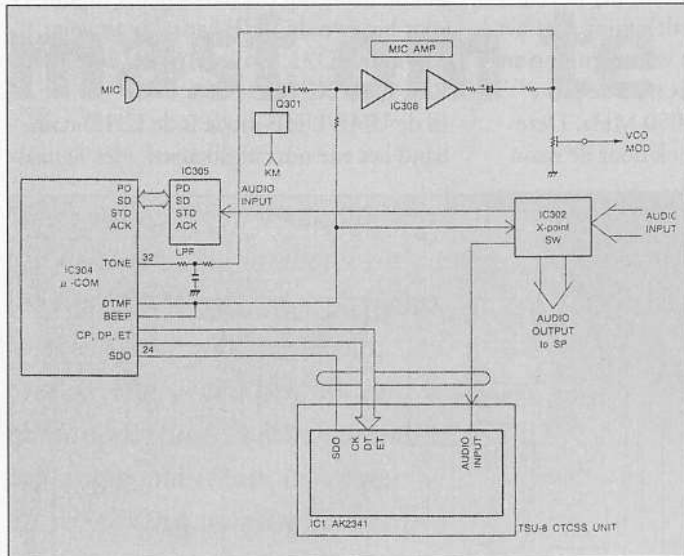 MIC AMP
MIC
Q301
IC308
KM
VCO
MOD
IC305
AUDIO
INPUT
PD
SD
STD
ACK
PD
SD
STD
ACK
IC302
X-point
SW
AUDIO
INPUT
LPF
TONE
32
IC304
μ-COM
DTMF
BEEP
CP, DP, ET
SDO
24
AUDIO
OUTPUT
to SP
SDO
CK
DT
ET
AUDIO
INPUT
IC1 AK2341
TSU-8 CTCSS UNIT